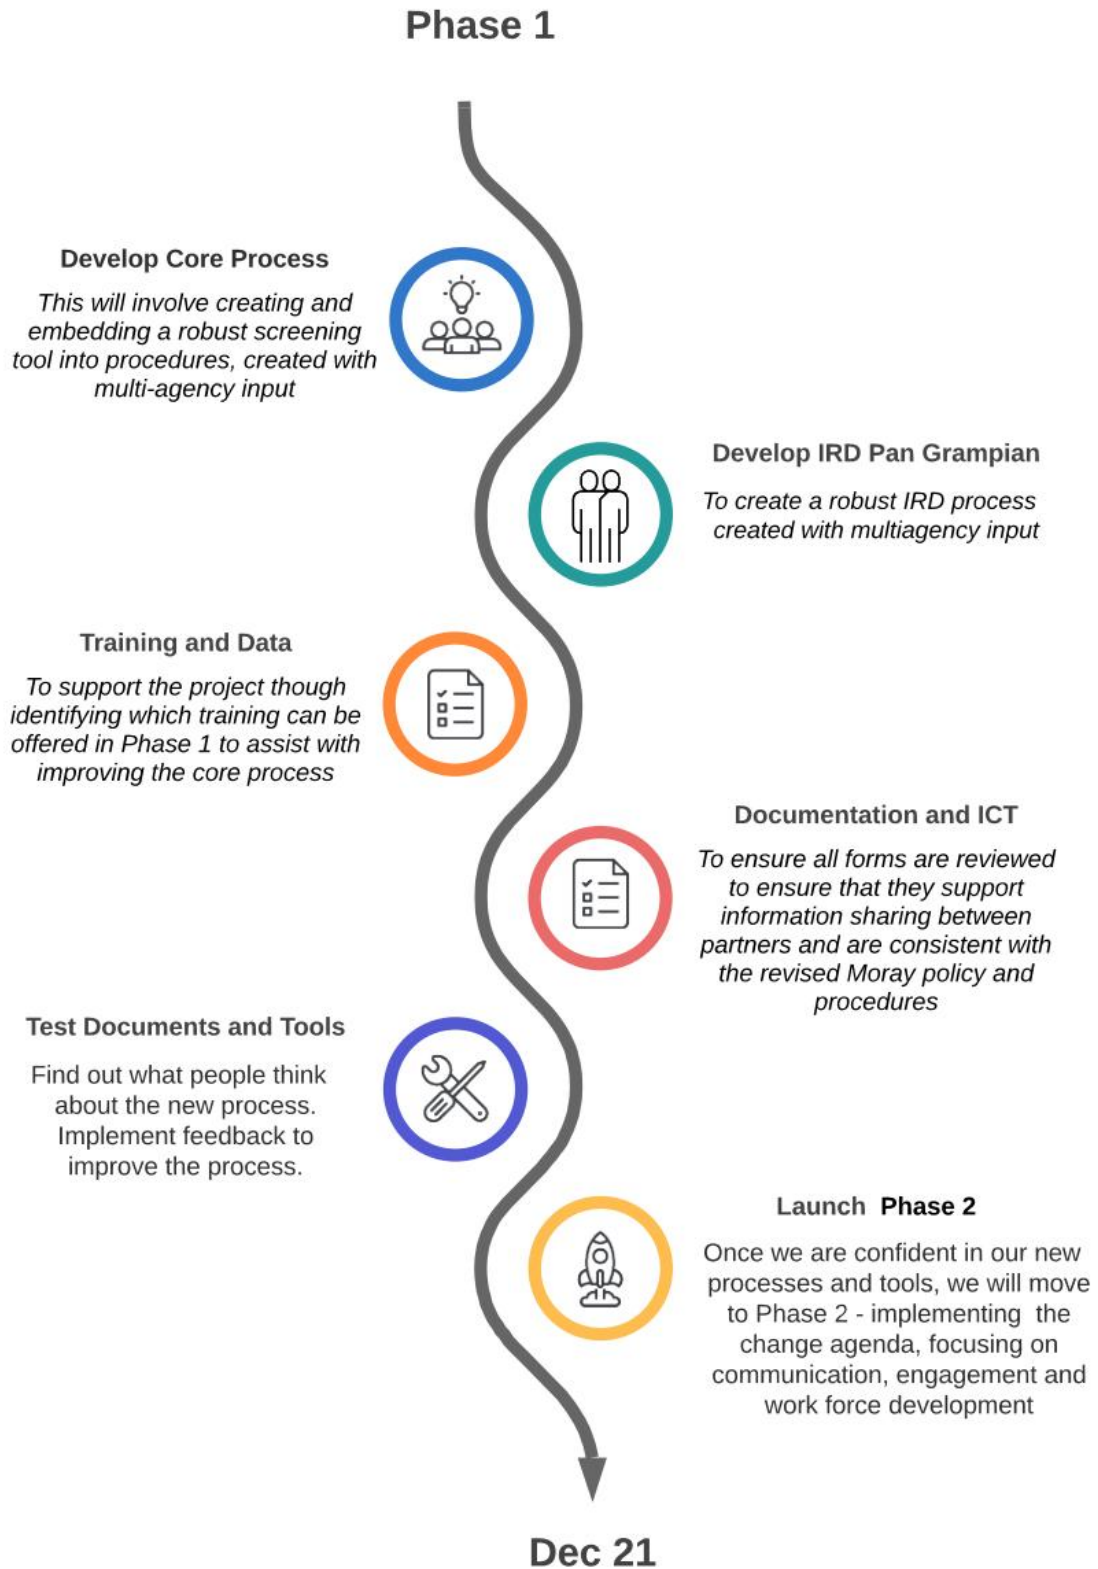 Phase 1
Develop Core Process
This will involve creating and
embedding a robust screening
tool into procedures, created with
multi-agency input
Develop IRD Pan Grampian
To create a robust IRD process
created with multiagency input
Training and Data
To support the project though
identifying which training can be
offered in Phase 1 to assist with
improving the core process
Documentation and ICT
To ensure all forms are reviewed
to ensure that they support
information sharing between
partners and are consistent with
the revised Moray policy and
procedures
Test Documents and Tools
Find out what people think
about the new process.
Implement feedback to
improve the process.
Launch Phase 2
Once we are confident in our new
processes and tools, we will move
to Phase 2 - implementing the
change agenda, focusing on
communication, engagement and
work force development
Dec 21